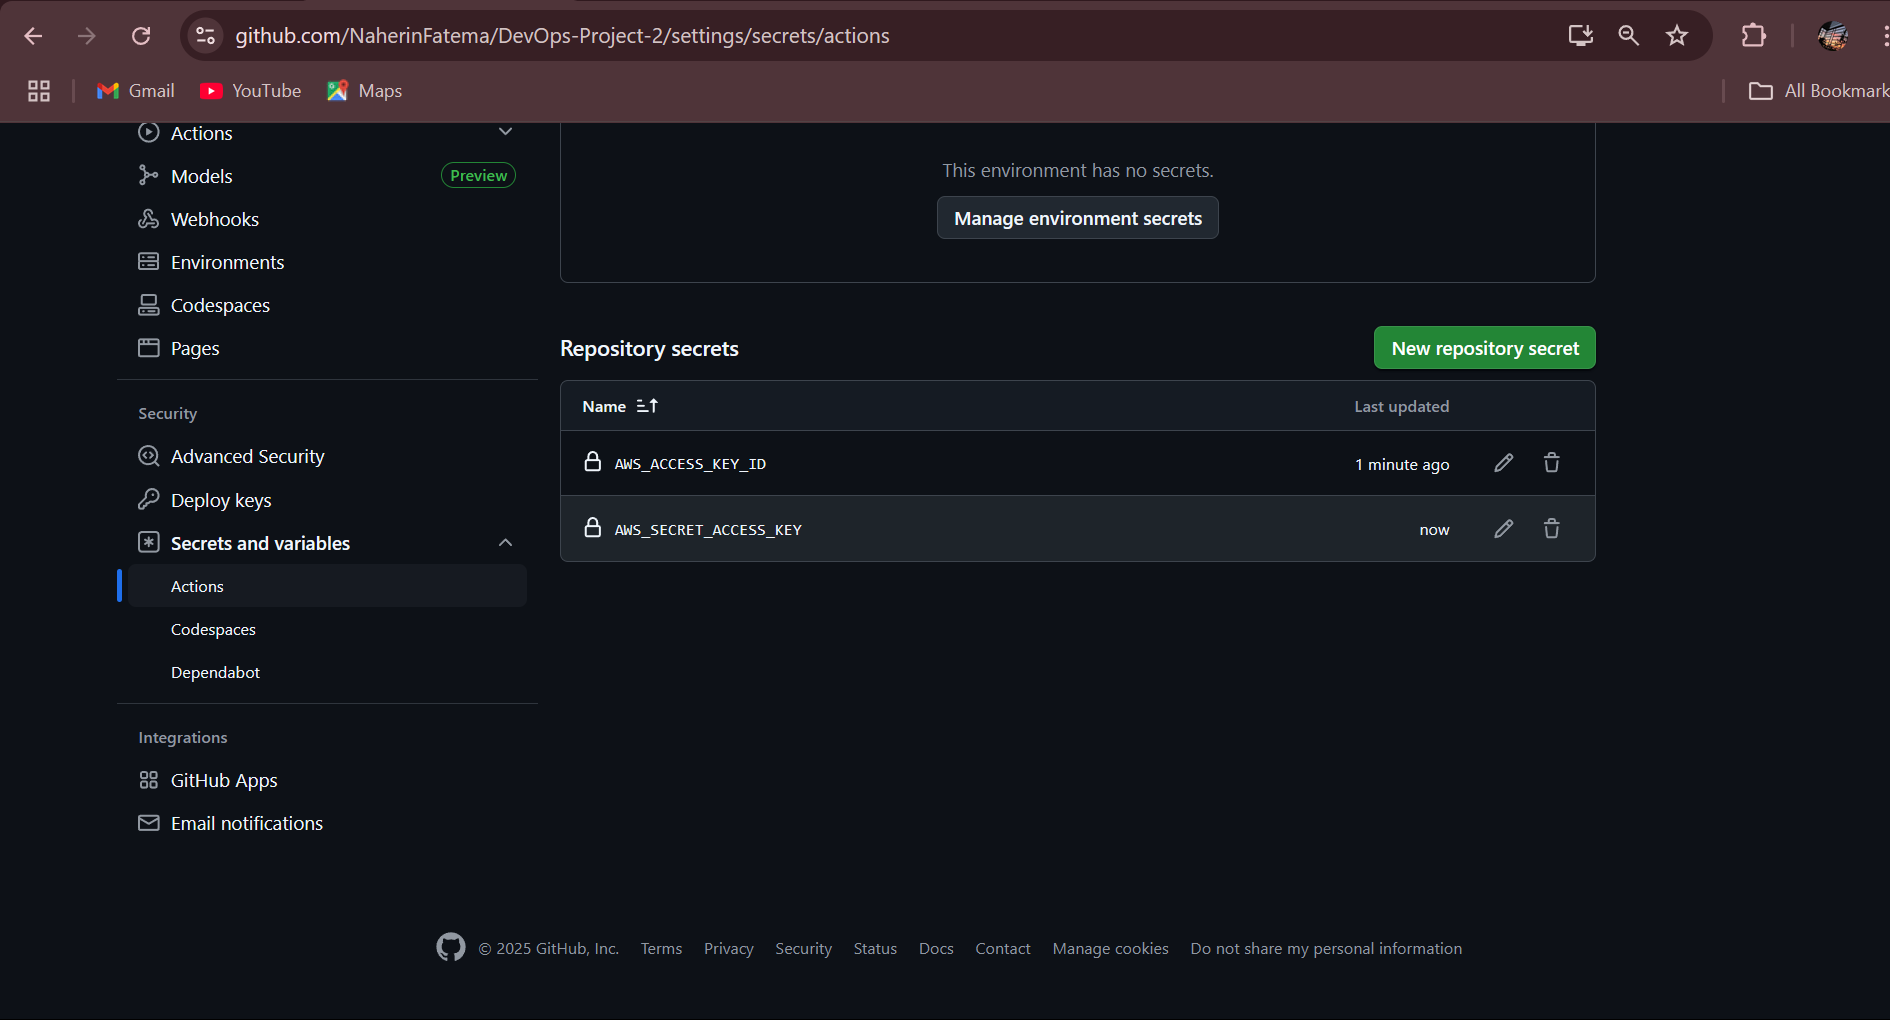 github.com/NaherinFatema/DevOps-Project-2/settings/secrets/actions
Gmail
YouTube
Maps
All Bookmark
Actions
Models
Preview
Webhooks
Environments
Codespaces
Pages
Security
Advanced Security
Deploy keys
Secrets and variables
Actions
Codespaces
Dependabot
Integrations
GitHub Apps
Email notifications
This environment has no secrets.
Manage environment secrets
Repository secrets
New repository secret
Name
Last updated
AWS_ACCESS_KEY_ID
1 minute ago
AWS_SECRET_ACCESS_KEY
now
© 2025 GitHub, Inc.
Terms
Privacy
Security
Status
Docs
Contact
Manage cookies
Do not share my personal information